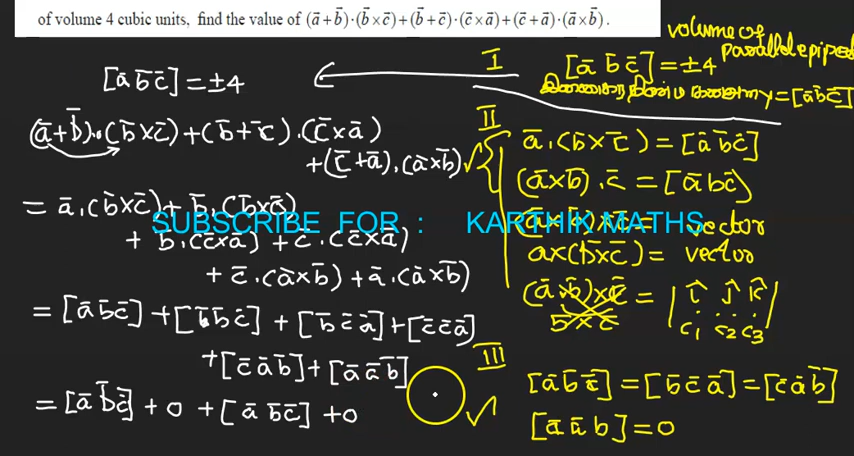 of volume 4 cubic units, find the value of (ā+b̄)·(b̄×c̄)+(b̄+c̄)·(c̄×ā)+(c̄+ā)·(ā×b̄).
volume of
parallelepiped
I
[ā b̄ c̄] = ±4
[ā b̄ c̄] = ±4
= [ā b̄ c̄]
(ā+b̄).(b̄×c̄)+(b̄+c̄).(c̄×ā)
+(c̄+ā).(ā×b̄)
= ā.(b̄×c̄)+b̄.(b̄×c̄)
+ b̄.(c̄×ā)+c̄.(c̄×ā)
+ c̄.(ā×b̄)+ā.(ā×b̄)
= [ā b̄ c̄]+[b̄ b̄ c̄]+[b̄ c̄ ā]+[c̄ c̄ ā]
+[c̄ ā b̄]+[ā ā b̄]
= [ā b̄ c̄]+0+[ā b̄ c̄]+0
II
ā.(b̄×c̄)=[ā b̄ c̄]
(ā×b̄).c̄=[ā b̄ c̄)
(ā×b̄)×c̄= vector
a×(b̄×c̄)= vector
(ā×b̄)×c̄ = | î ĵ k̂ |
b×c
c₁ c₂ c₃
III
[ā b̄ c̄]=[b̄ c̄ ā]=[c̄ ā b̄]
[ā ā b]=0
SUBSCRIBE FOR : KARTHIK MATHS